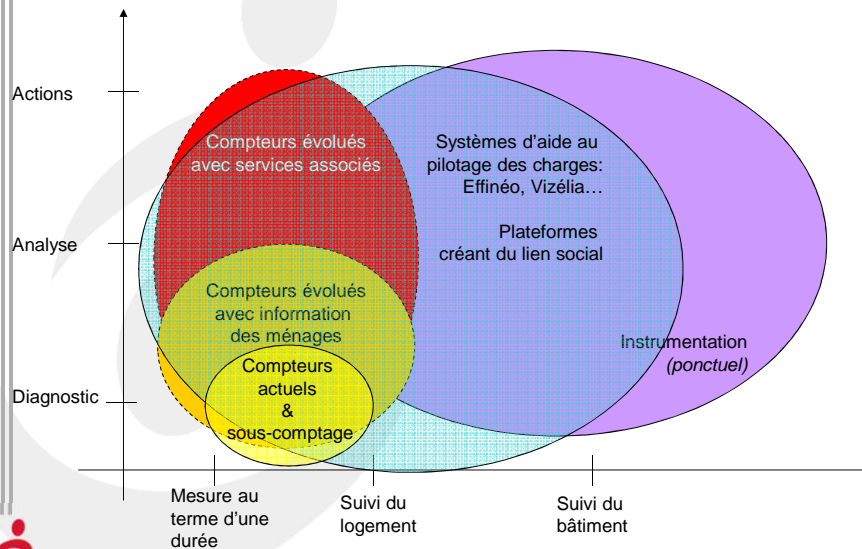 Actions
Compteurs évolués
avec services associés
Systèmes d'aide au
pilotage des charges:
Effinéo, Vizélia…
Plateformes
créant du lien social
Analyse
Compteurs évolués
avec information
des ménages
Instrumentation
(ponctuel)
Compteurs
actuels
&
sous-comptage
Diagnostic
Mesure au
terme d'une
durée
Suivi du
logement
Suivi du
bâtiment